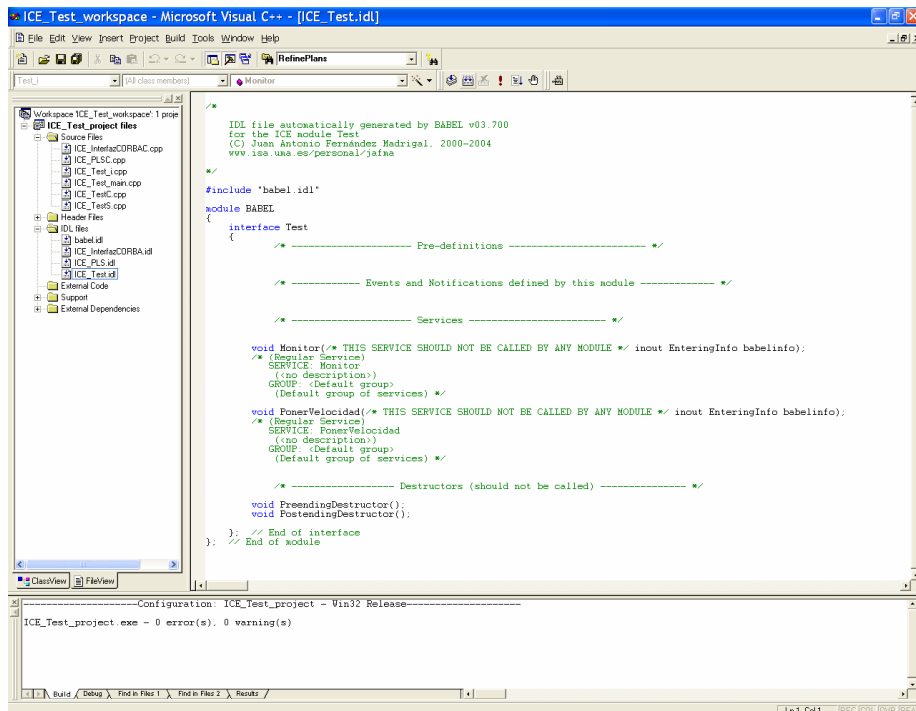 ICE_Test_workspace - Microsoft Visual C++ - [ICE_Test.idl]
File Edit View Insert Project Build Tools Window Help
RefinePlans
Test_i
[All class members]
Monitor
Workspace 'ICE_Test_workspace': 1 proje
ICE_Test_project files
Source Files
ICE_InterfazCORBAC.cpp
ICE_PLSC.cpp
ICE_Test_i.cpp
ICE_Test_main.cpp
ICE_TestC.cpp
ICE_TestS.cpp
Header Files
IDL files
babel.idl
ICE_InterfazCORBA.idl
ICE_PLS.idl
ICE_Test.idl
External Code
Support
External Dependencies
ClassView FileView
/*
IDL file automatically generated by BABEL v03.700
for the ICE module Test
(C) Juan Antonio Fernández Madrigal, 2000-2004
www.isa.uma.es/personal/jafma
*/
#include "babel.idl"
module BABEL
{
interface Test
{
/* --------------------- Pre-definitions ------------------------ */
/* ------------ Events and Notifications defined by this module ------------- */
/* --------------------- Services ------------------------ */
void Monitor(/* THIS SERVICE SHOULD NOT BE CALLED BY ANY MODULE */ inout EnteringInfo babelinfo);
/* (Regular Service)
SERVICE: Monitor
(<no description>)
GROUP: <Default group>
(Default group of services) */
void PonerVelocidad(/* THIS SERVICE SHOULD NOT BE CALLED BY ANY MODULE */ inout EnteringInfo babelinfo);
/* (Regular Service)
SERVICE: PonerVelocidad
(<no description>)
GROUP: <Default group>
(Default group of services) */
/* ------------------ Destructors (should not be called) --------------- */
void PreendingDestructor();
void PostendingDestructor();
}; // End of interface
}; // End of module
--------------------Configuration: ICE_Test_project - Win32 Release--------------------
ICE_Test_project.exe - 0 error(s), 0 warning(s)
Build Debug Find in Files 1 Find in Files 2 Results
Ln 1, Col 1 REC COL OVR REA